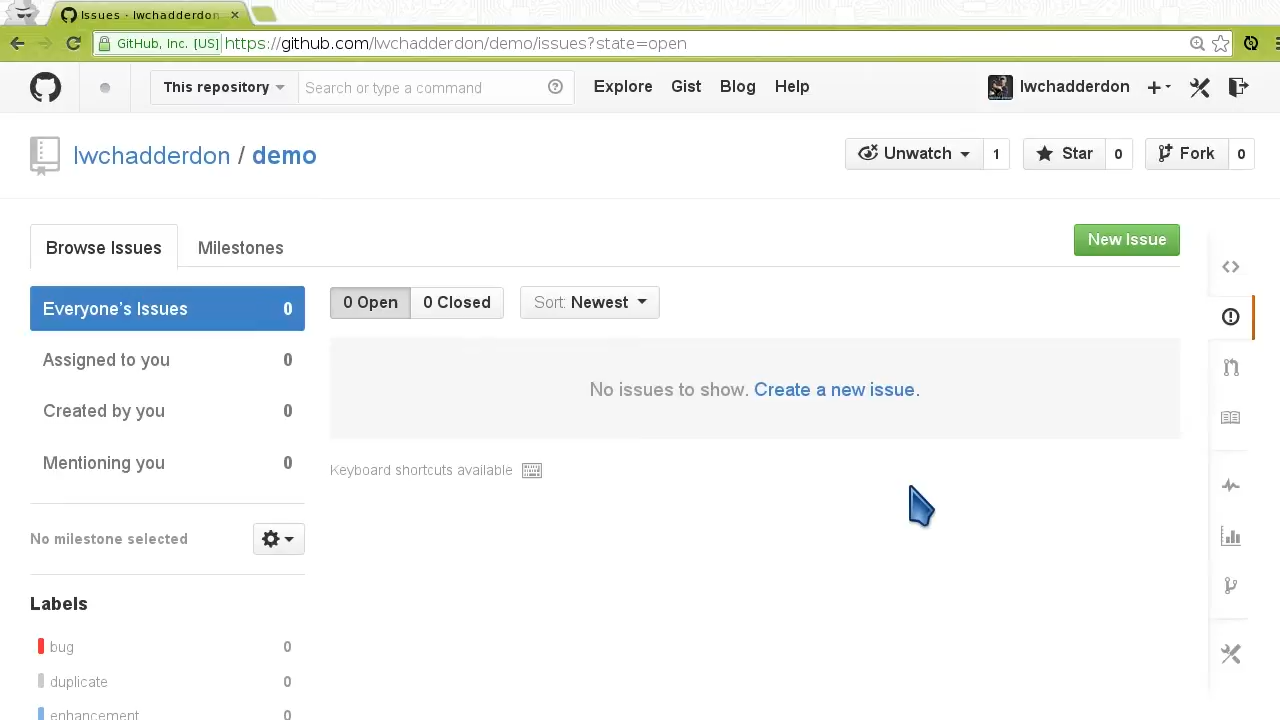 Issues · lwchadderdon
GitHub, Inc. [US] https://github.com/lwchadderdon/demo/issues?state=open
This repository Search or type a command Explore Gist Blog Help lwchadderdon
lwchadderdon / demo
Unwatch 1 Star 0 Fork 0
Browse Issues Milestones New Issue
Everyone's Issues 0
0 Open 0 Closed Sort: Newest
Assigned to you 0
No issues to show. Create a new issue.
Created by you 0
Mentioning you 0
Keyboard shortcuts available
No milestone selected
Labels
bug 0
duplicate 0
enhancement 0